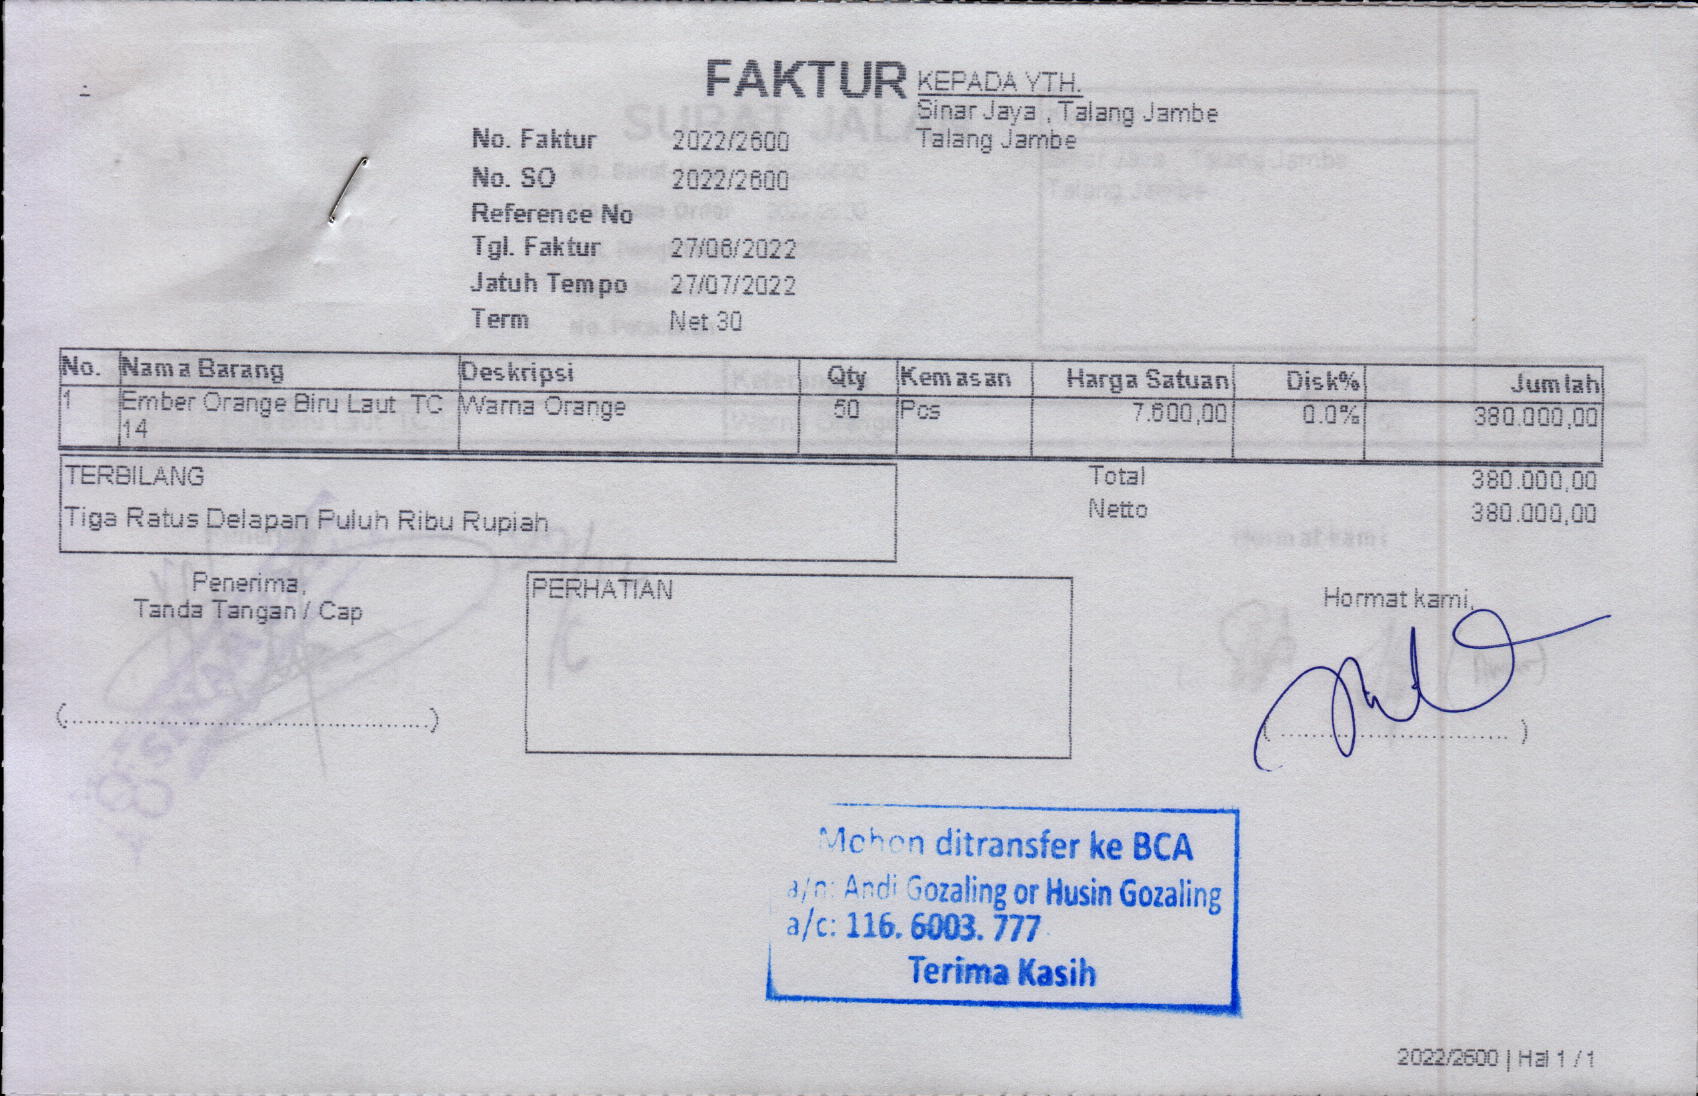 FAKTUR
KEPADA YTH.
Sinar Jaya , Talang Jambe
Talang Jambe
No. Faktur 2022/2600
No. SO 2022/2600
Reference No
Tgl. Faktur 27/06/2022
Jatuh Tempo 27/07/2022
Term Net 30
No. Nama Barang Deskripsi Qty Kemasan Harga Satuan Disk% Jumlah
1 Ember Orange Biru Laut TC Warna Orange 50 Pcs 7.600,00 0.0% 380.000,00
14
TERBILANG
Tiga Ratus Delapan Puluh Ribu Rupiah
Total 380.000,00
Netto 380.000,00
Penerima,
Tanda Tangan / Cap
PERHATIAN
Hormat kami,
Mohon ditransfer ke BCA
a/n: Andi Gozaling or Husin Gozaling
a/c: 116. 6003. 777
Terima Kasih
2022/2600 | Hal 1 / 1